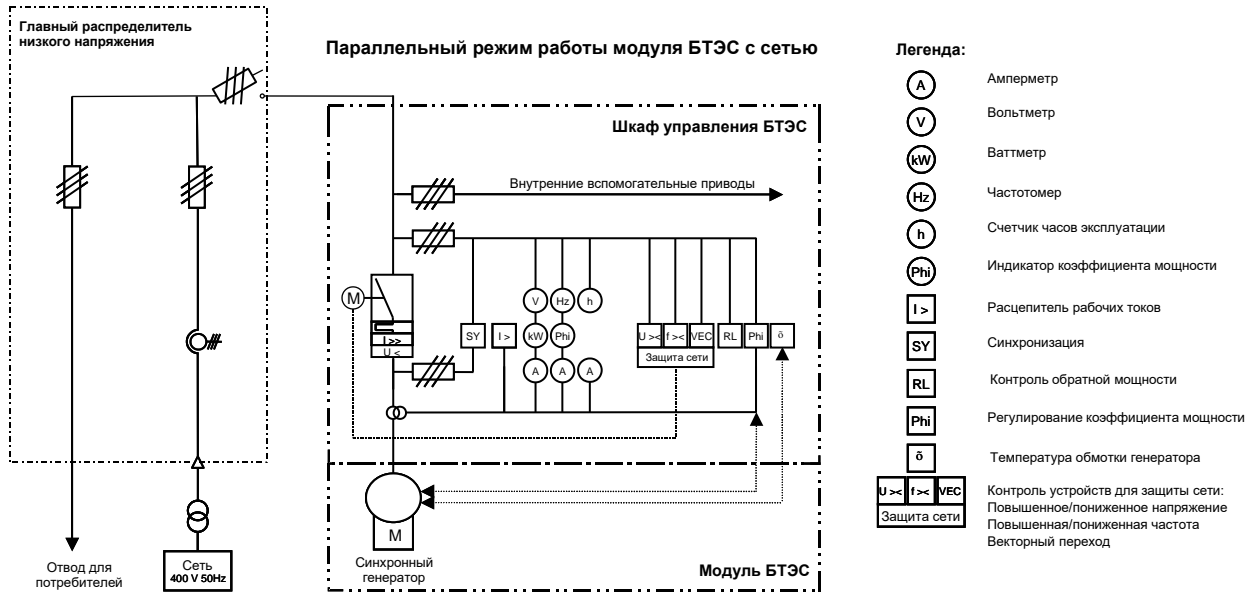 Главный распределитель
низкого напряжения
Параллельный режим работы модуля БТЭС с сетью
Шкаф управления БТЭС
Внутренние вспомогательные приводы
M
I >>
U <
SY
I >
V
Hz
h
kW
Phi
A
A
A
U ><
f ><
VEC
Защита сети
RL
Phi
õ
M
Синхронный
генератор
Модуль БТЭС
Отвод для
потребителей
Сеть
400 V 50Hz
Легенда:
A
Амперметр
V
Вольтметр
kW
Ваттметр
Hz
Частотомер
h
Счетчик часов эксплуатации
Phi
Индикатор коэффициента мощности
I >
Расцепитель рабочих токов
SY
Синхронизация
RL
Контроль обратной мощности
Phi
Регулирование коэффициента мощности
õ
Температура обмотки генератора
U ><
f ><
VEC
Защита сети
Контроль устройств для защиты сети:
Повышенное/пониженное напряжение
Повышенная/пониженная частота
Векторный переход